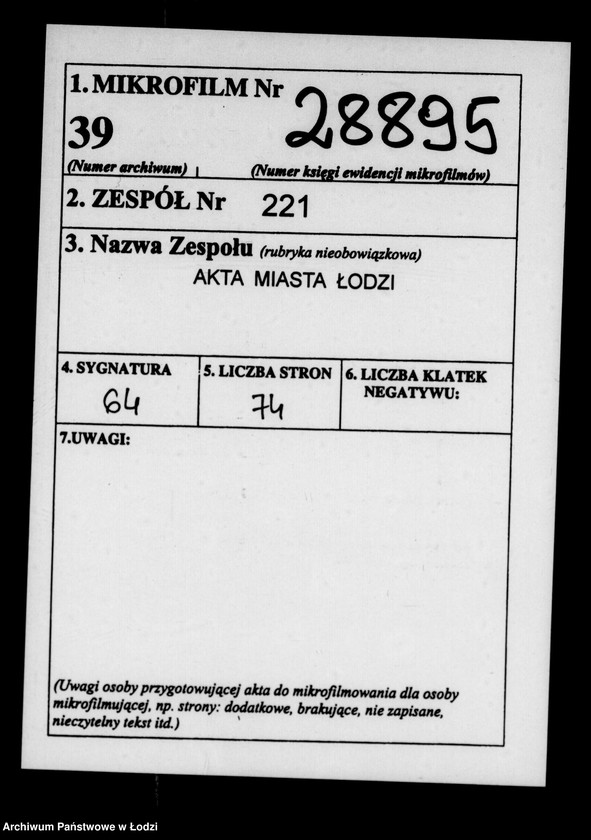 1. MIKROFILM Nr 28895
39
(Numer archiwum) (Numer księgi ewidencji mikrofilmów)
2. ZESPÓŁ Nr 221
3. Nazwa Zespołu (rubryka nieobowiązkowa)
AKTA MIASTA ŁODZI
4. SYGNATURA 5. LICZBA STRON 6. LICZBA KLATEK
NEGATYWU:
64 74
7.UWAGI:
(Uwagi osoby przygotowującej akta do mikrofilmowania dla osoby
mikrofilmującej, np. strony: dodatkowe, brakujące, nie zapisane,
nieczytelny tekst itd.)
Archiwum Państwowe w Łodzi